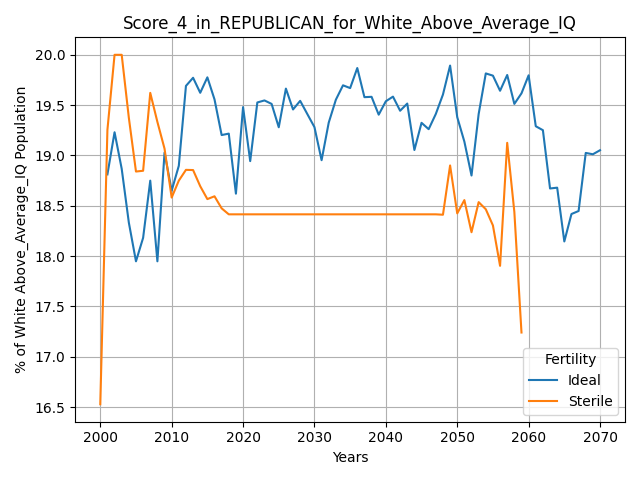 Score_4_in_REPUBLICAN_for_White_Above_Average_IQ
% of White Above_Average_IQ Population
20.0
19.5
19.0
18.5
18.0
17.5
17.0
16.5
2000 2010 2020 2030 2040 2050 2060 2070
Years
Fertility
Ideal
Sterile